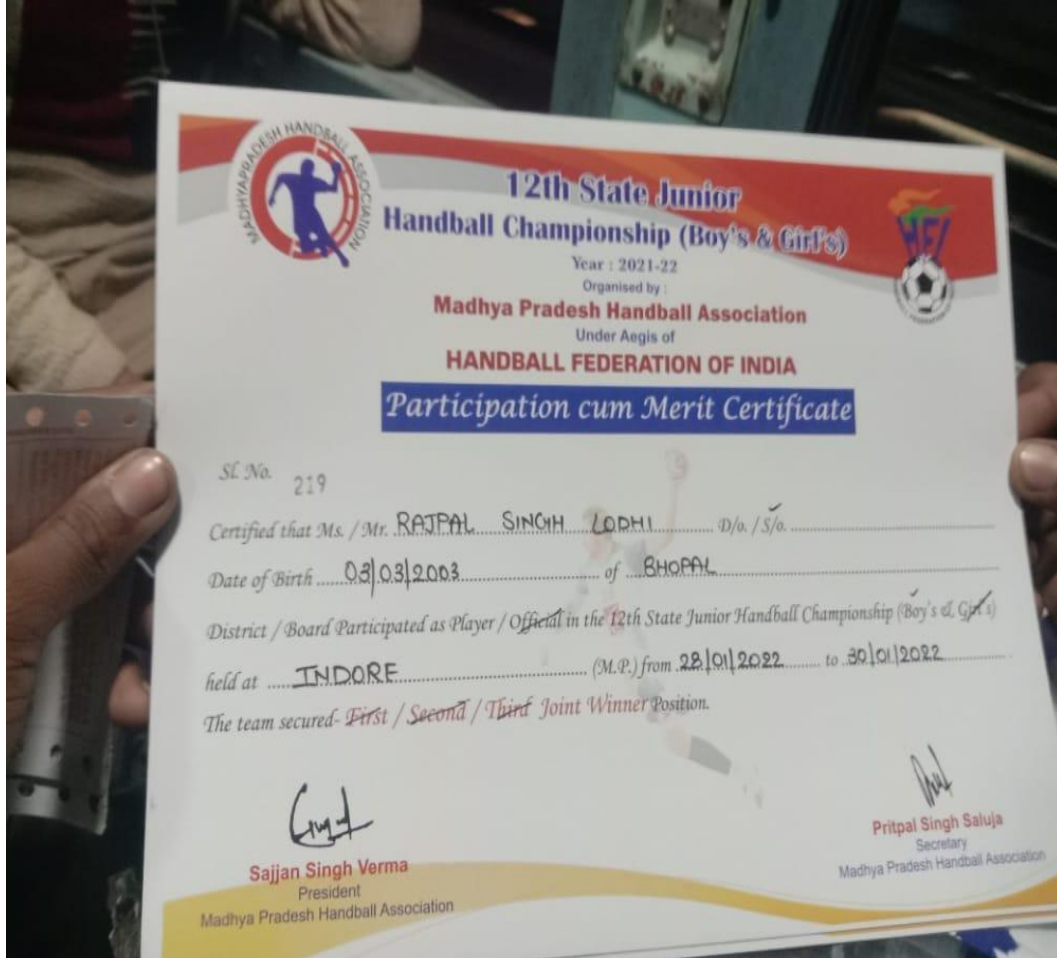 MADHYAPRADESH HANDBALL ASSOCIATION
12th State Junior
Handball Championship (Boy's & Girl's)
HFI
Year : 2021-22
Organised by :
Madhya Pradesh Handball Association
Under Aegis of
HANDBALL FEDERATION OF INDIA
Participation cum Merit Certificate
Sl. No. 219
Certified that Ms. / Mr. RAJPAL SINGH LODHI D/o. / S/o.
Date of Birth 03/03/2003 of BHOPAL
District / Board Participated as Player / Official in the 12th State Junior Handball Championship (Boy's & Girl's)
held at INDORE (M.P.) from 28/01/2022 to 30/01/2022
The team secured- First / Second / Third Joint Winner Position.
Sajjan Singh Verma
President
Madhya Pradesh Handball Association
Pritpal Singh Saluja
Secretary
Madhya Pradesh Handball Association